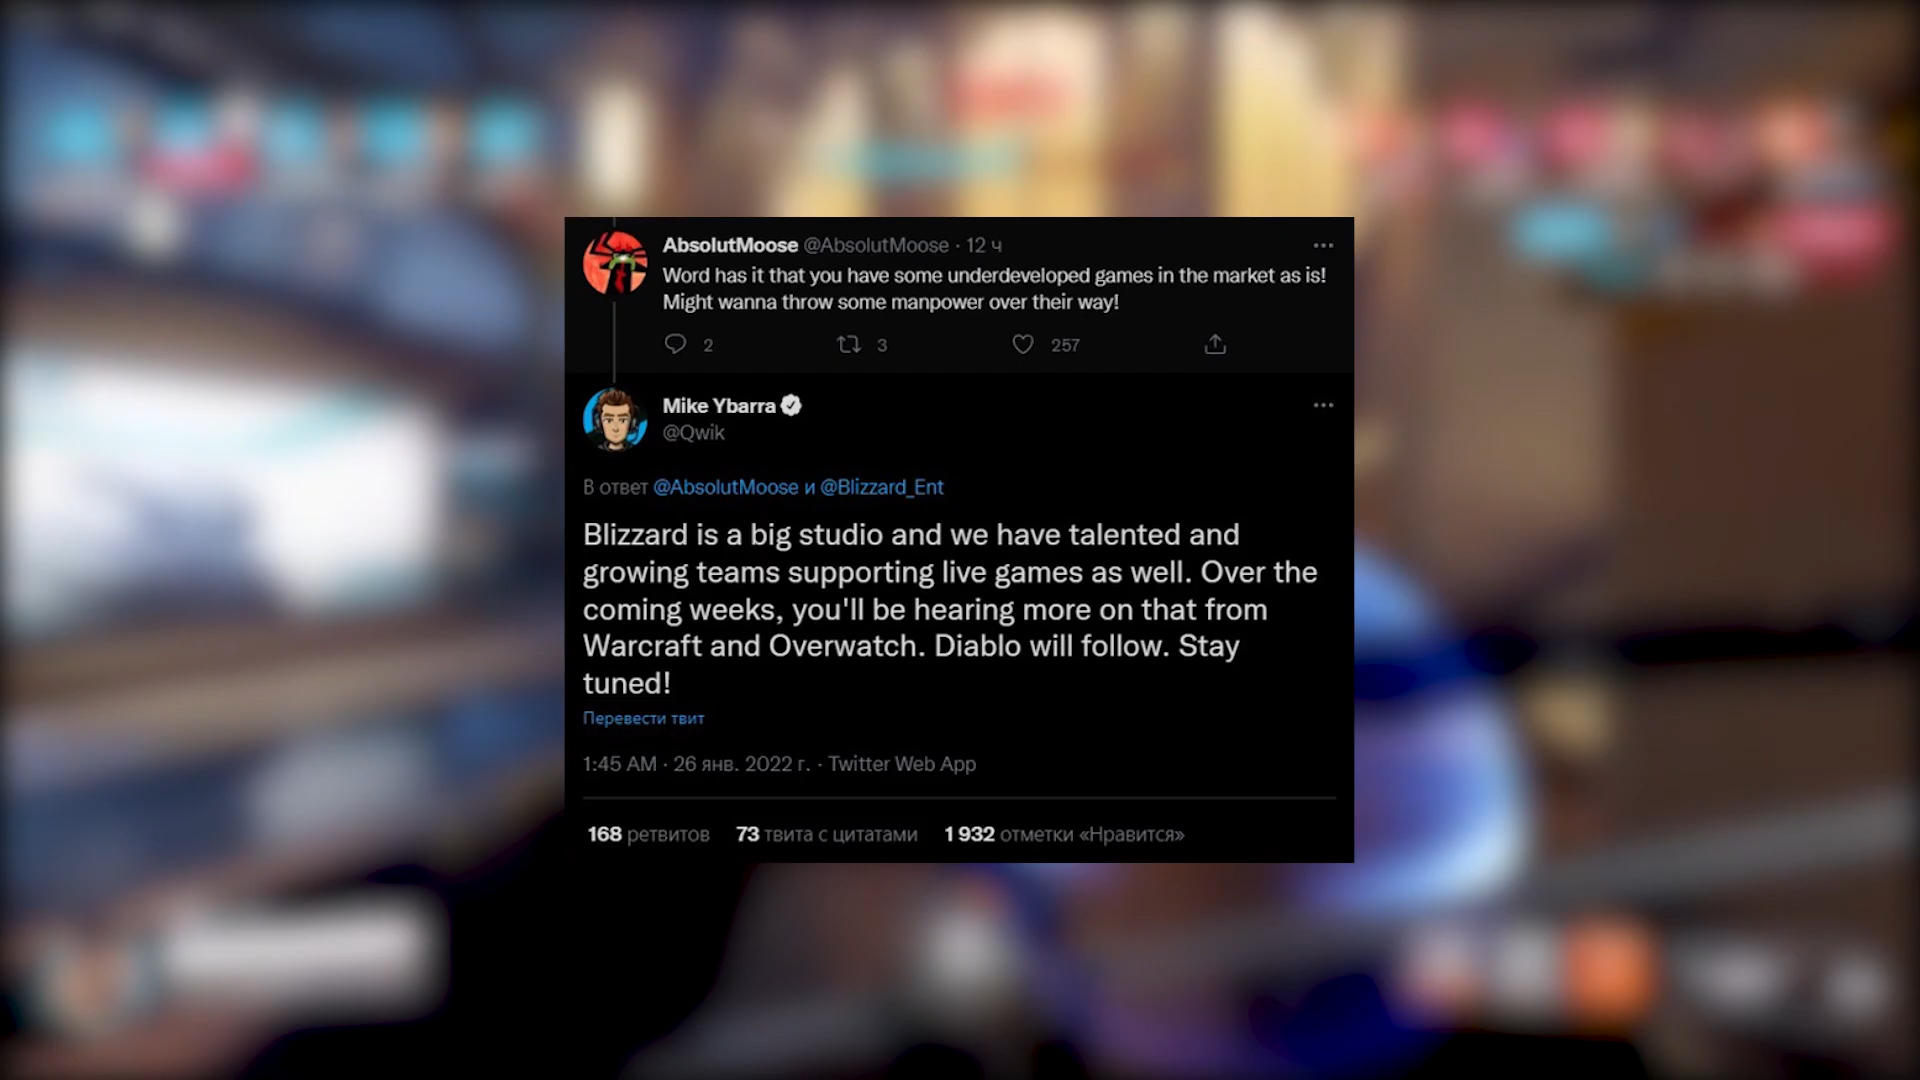 AbsolutMoose @AbsolutMoose · 12 ч
Word has it that you have some underdeveloped games in the market as is!
Might wanna throw some manpower over their way!
2 3 257
Mike Ybarra
@Qwik
В ответ @AbsolutMoose и @Blizzard_Ent
Blizzard is a big studio and we have talented and
growing teams supporting live games as well. Over the
coming weeks, you'll be hearing more on that from
Warcraft and Overwatch. Diablo will follow. Stay
tuned!
Перевести твит
1:45 AM · 26 янв. 2022 г. · Twitter Web App
168 ретвитов 73 твита с цитатами 1 932 отметки «Нравится»